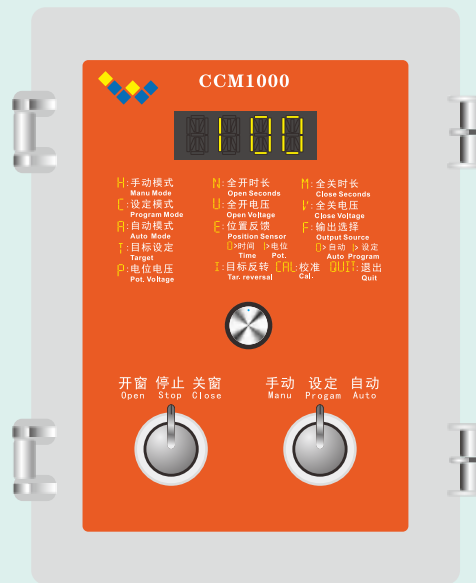 CCM1000
100
H:手动模式 N:全开时长 M:全关时长
Manu Mode Open Seconds Close Seconds
C:设定模式 U:全开电压 V:全关电压
Program Mode Open Voltage Close Voltage
A:自动模式 E:位置反馈 F:输出选择
Auto Mode Position Sensor Output Source
T:目标设定 0>时间 1>电位 0>自动 1>设定
Target Time Pot. Auto Program
P:电位电压 I:目标反转 CAL:校准 QUIT:退出
Pot. Voltage Tar. reversal Cal. Quit
开窗 停止 关窗 手动 设定 自动
Open Stop Close Manu Progam Auto